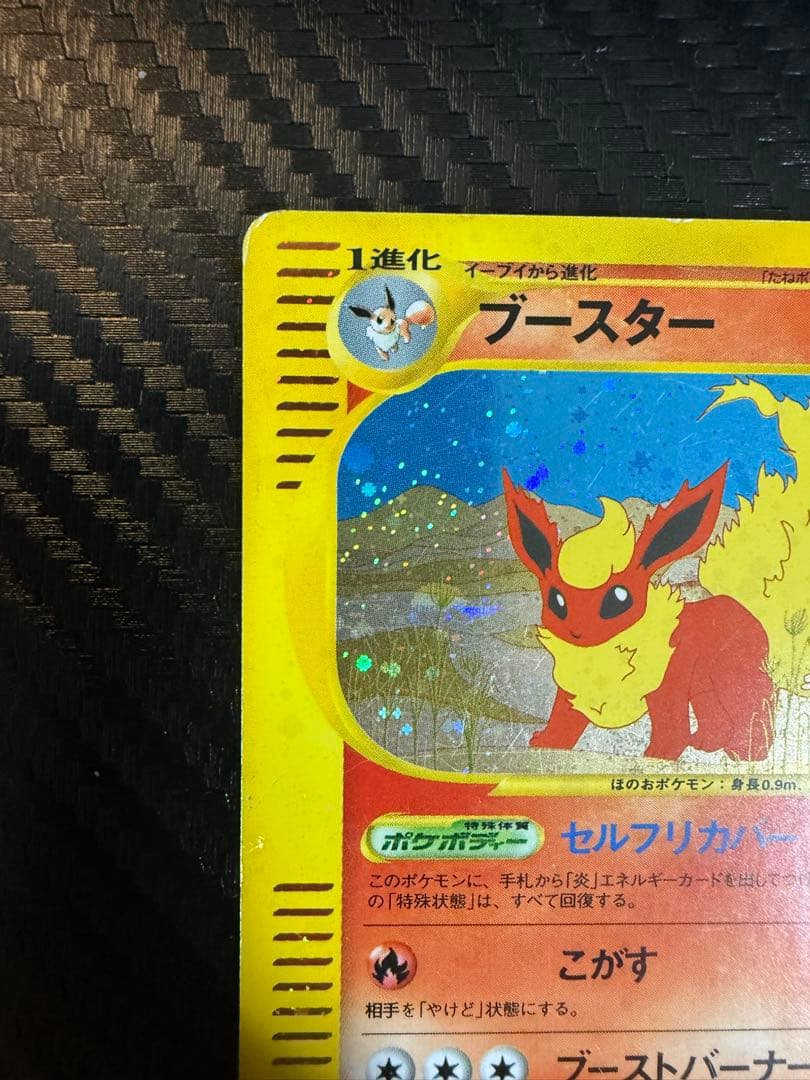 1進化
イーブイから進化
「たねポ
ブースター
ほのおポケモン：身長0.9m、
特殊体質
ポケボディー
セルフリカバー
このポケモンに、手札から「炎」エネルギーカードを出してつけ
の「特殊状態」は、すべて回復する。
こがす
相手を「やけど」状態にする。
ブーストバーナー